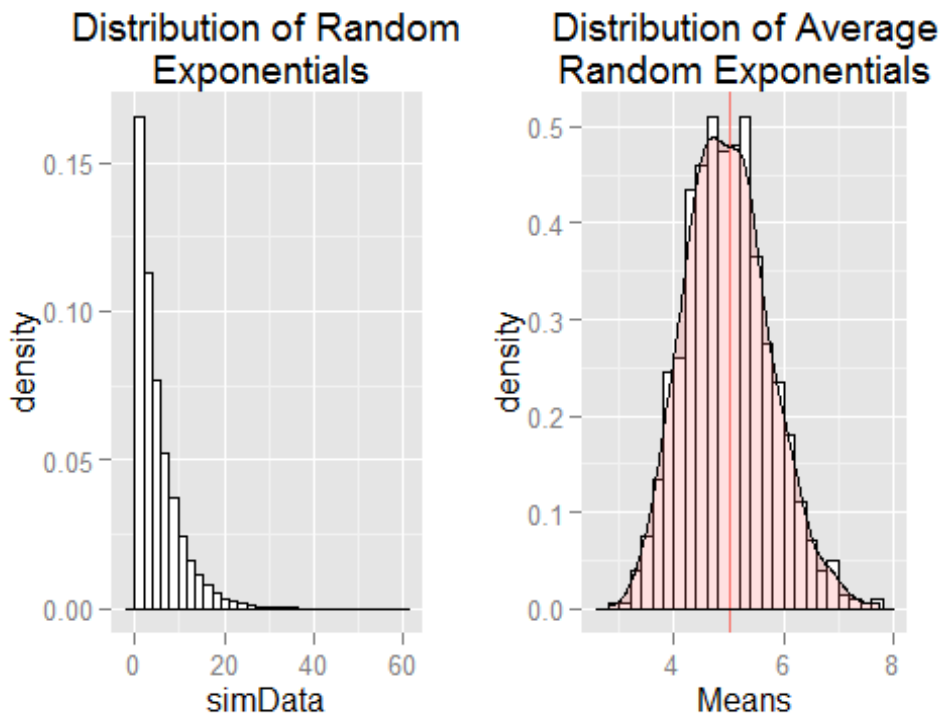 Distribution of Random
Exponentials
density
0.15
0.10
0.05
0.00
0 20 40 60
simData
Distribution of Average
Random Exponentials
density
0.5
0.4
0.3
0.2
0.1
0.0
4 6 8
Means